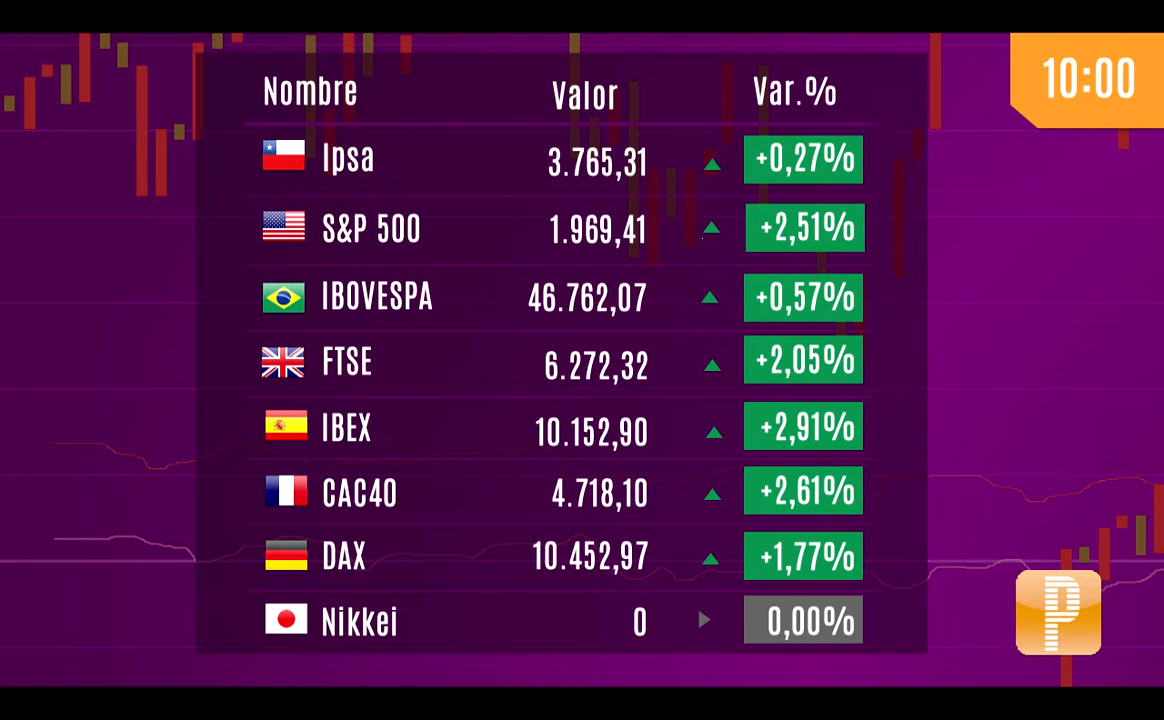 10:00
Nombre Valor Var.%
Ipsa 3.765,31 +0,27%
S&P 500 1.969,41 +2,51%
IBOVESPA 46.762,07 +0,57%
FTSE 6.272,32 +2,05%
IBEX 10.152,90 +2,91%
CAC40 4.718,10 +2,61%
DAX 10.452,97 +1,77%
Nikkei 0 0,00%
P